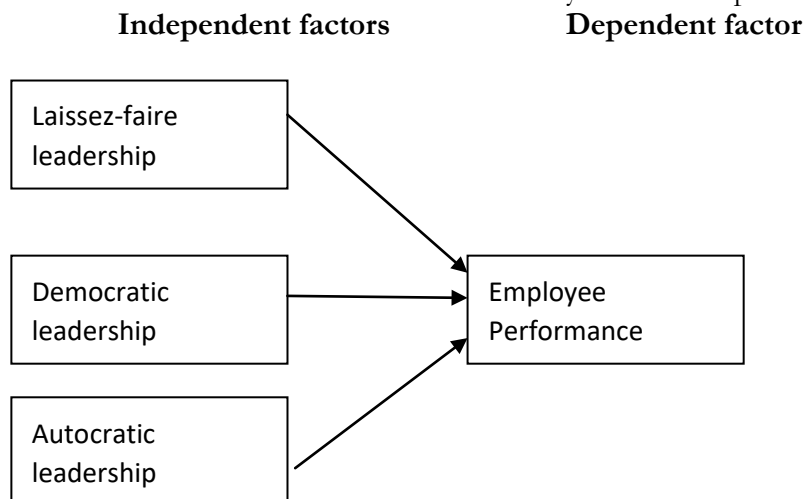 Independent factors
Dependent factor
Laissez-faire
leadership
Democratic
leadership
Employee
Performance
Autocratic
leadership